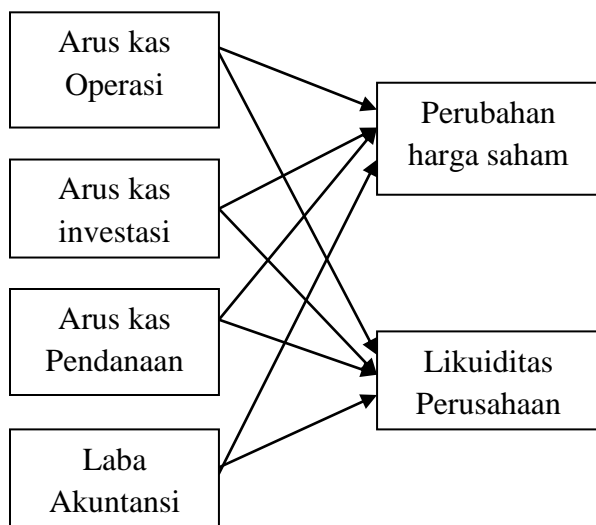 Arus kas
Operasi
Perubahan
harga saham
Arus kas
investasi
Arus kas
Pendanaan
Likuiditas
Perusahaan
Laba
Akuntansi